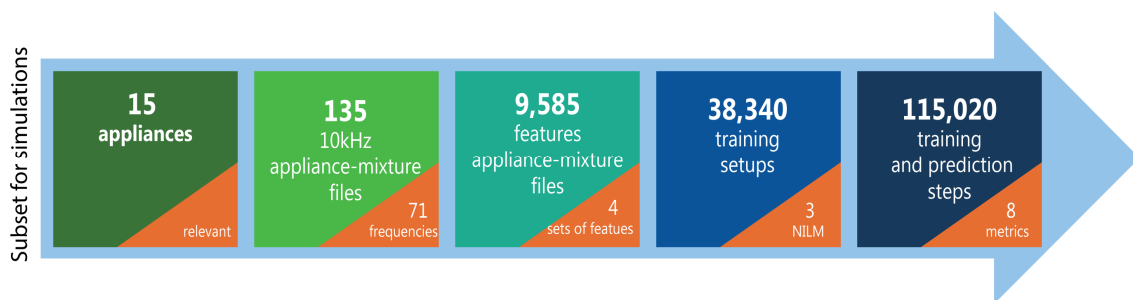 Subset for simulations
15
appliances
relevant
135
10kHz
appliance-mixture
files
71
frequencies
9,585
features
appliance-mixture
files
4
sets of featues
38,340
training
setups
3
NILM
115,020
training
and prediction
steps
8
metrics